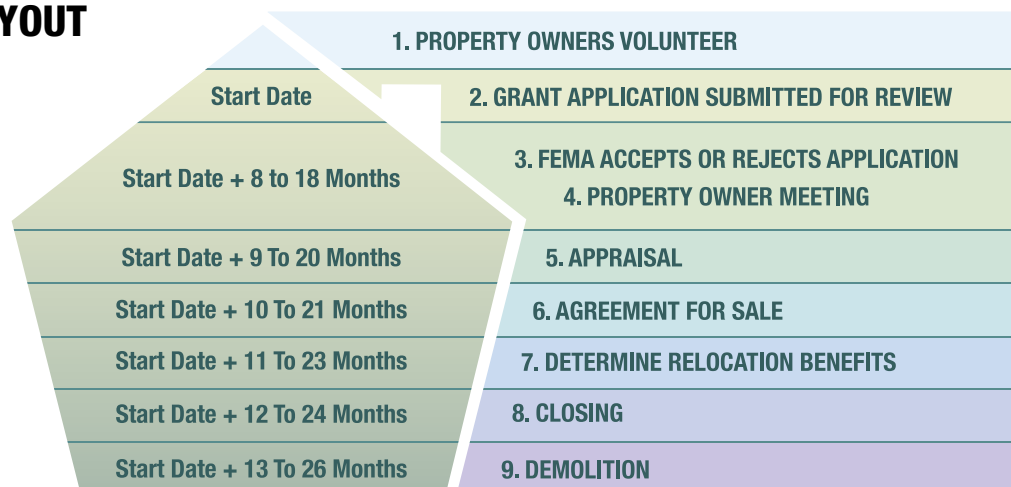 YOUT
1. PROPERTY OWNERS VOLUNTEER
Start Date
2. GRANT APPLICATION SUBMITTED FOR REVIEW
Start Date + 8 to 18 Months
3. FEMA ACCEPTS OR REJECTS APPLICATION
4. PROPERTY OWNER MEETING
Start Date + 9 To 20 Months
5. APPRAISAL
Start Date + 10 To 21 Months
6. AGREEMENT FOR SALE
Start Date + 11 To 23 Months
7. DETERMINE RELOCATION BENEFITS
Start Date + 12 To 24 Months
8. CLOSING
Start Date + 13 To 26 Months
9. DEMOLITION